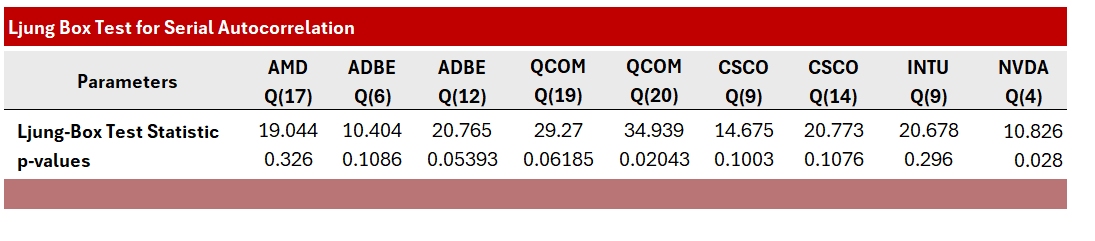 Ljung Box Test for Serial Autocorrelation
Parameters AMD Q(17) ADBE Q(6) ADBE Q(12) QCOM Q(19) QCOM Q(20) CSCO Q(9) CSCO Q(14) INTU Q(9) NVDA Q(4)
Ljung-Box Test Statistic 19.044 10.404 20.765 29.27 34.939 14.675 20.773 20.678 10.826
p-values 0.326 0.1086 0.05393 0.06185 0.02043 0.1003 0.1076 0.296 0.028